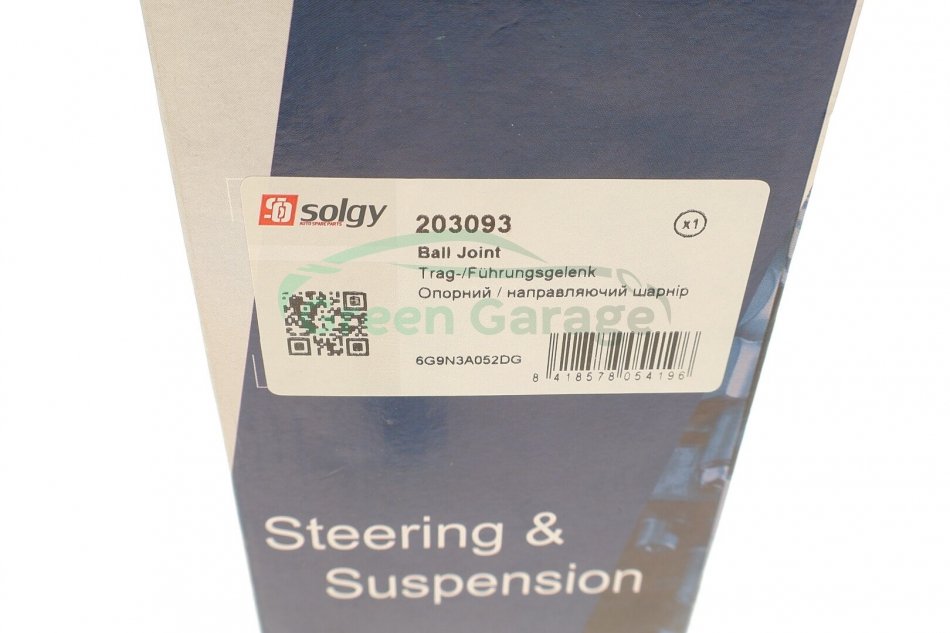 solgy
AUTO SPARE PARTS
203093
x1
Ball Joint
Trag-/Führungsgelenk
Опорний / направляючий шарнір
Green Garage
6G9N3A052DG
8 418578 054196
Steering &
Suspension